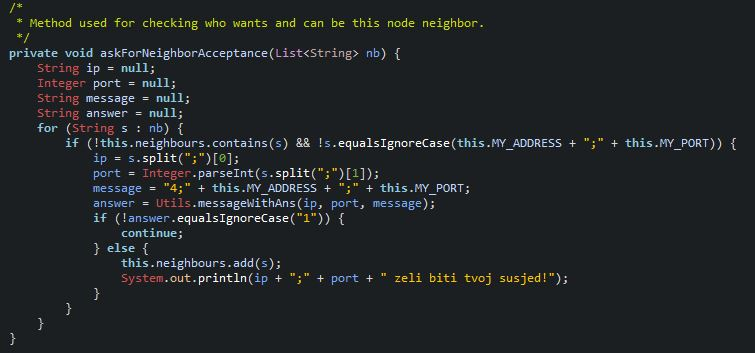 /*
 * Method used for checking who wants and can be this node neighbor.
 */
private void askForNeighborAcceptance(List<String> nb) {
    String ip = null;
    Integer port = null;
    String message = null;
    String answer = null;
    for (String s : nb) {
        if (!this.neighbours.contains(s) && !s.equalsIgnoreCase(this.MY_ADDRESS + ";" + this.MY_PORT)) {
            ip = s.split(";")[0];
            port = Integer.parseInt(s.split(";")[1]);
            message = "4;" + this.MY_ADDRESS + ";" + this.MY_PORT;
            answer = Utils.messageWithAns(ip, port, message);
            if (!answer.equalsIgnoreCase("1")) {
                continue;
            } else {
                this.neighbours.add(s);
                System.out.println(ip + ";" + port + " zeli biti tvoj susjed!");
            }
        }
    }
}